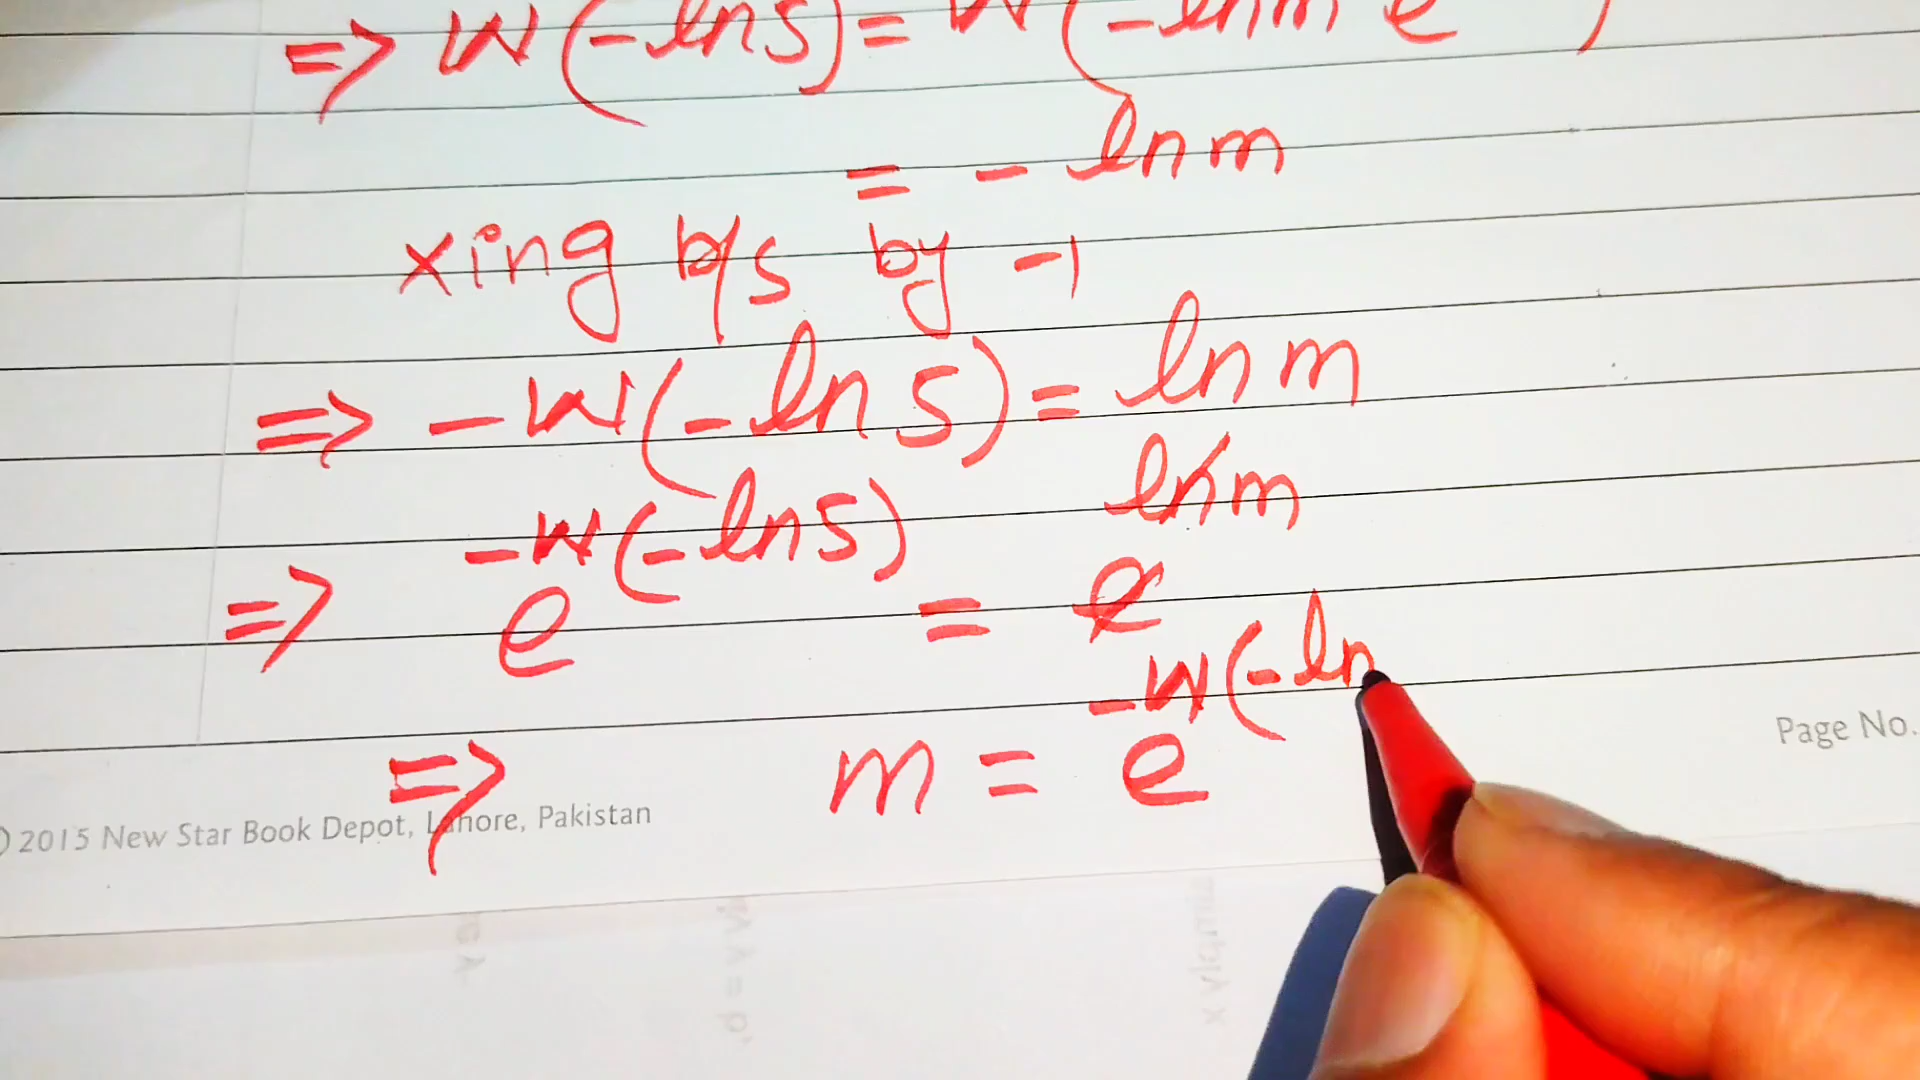 => W(-ln5) = W(-lnm e )
= - lnm
xing b/s by -1
=> -W(-ln5) = lnm
=> e^-W(-ln5) = e^lnm
=> m = e^-W(-ln
Page No.
2015 New Star Book Depot, Lahore, Pakistan